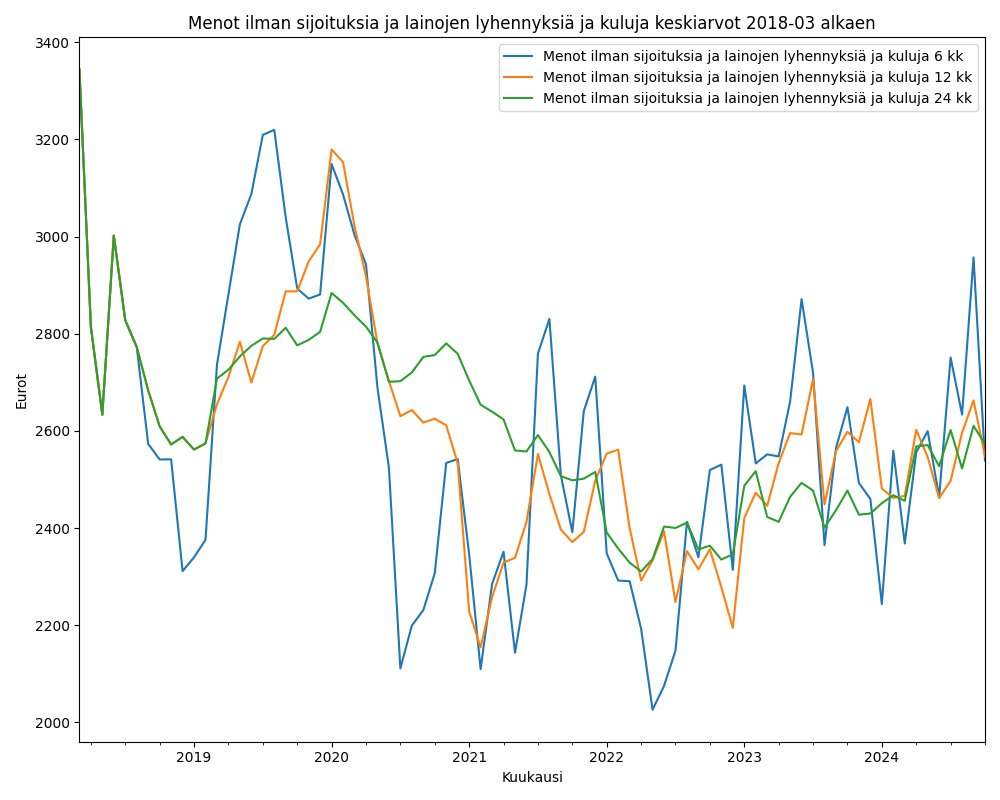 Menot ilman sijoituksia ja lainojen lyhennyksiä ja kuluja keskiarvot 2018-03 alkaen
Menot ilman sijoituksia ja lainojen lyhennyksiä ja kuluja 6 kk
Menot ilman sijoituksia ja lainojen lyhennyksiä ja kuluja 12 kk
Menot ilman sijoituksia ja lainojen lyhennyksiä ja kuluja 24 kk
3400
3200
3000
2800
2600
2400
2200
2000
Eurot
2019 2020 2021 2022 2023 2024
Kuukausi